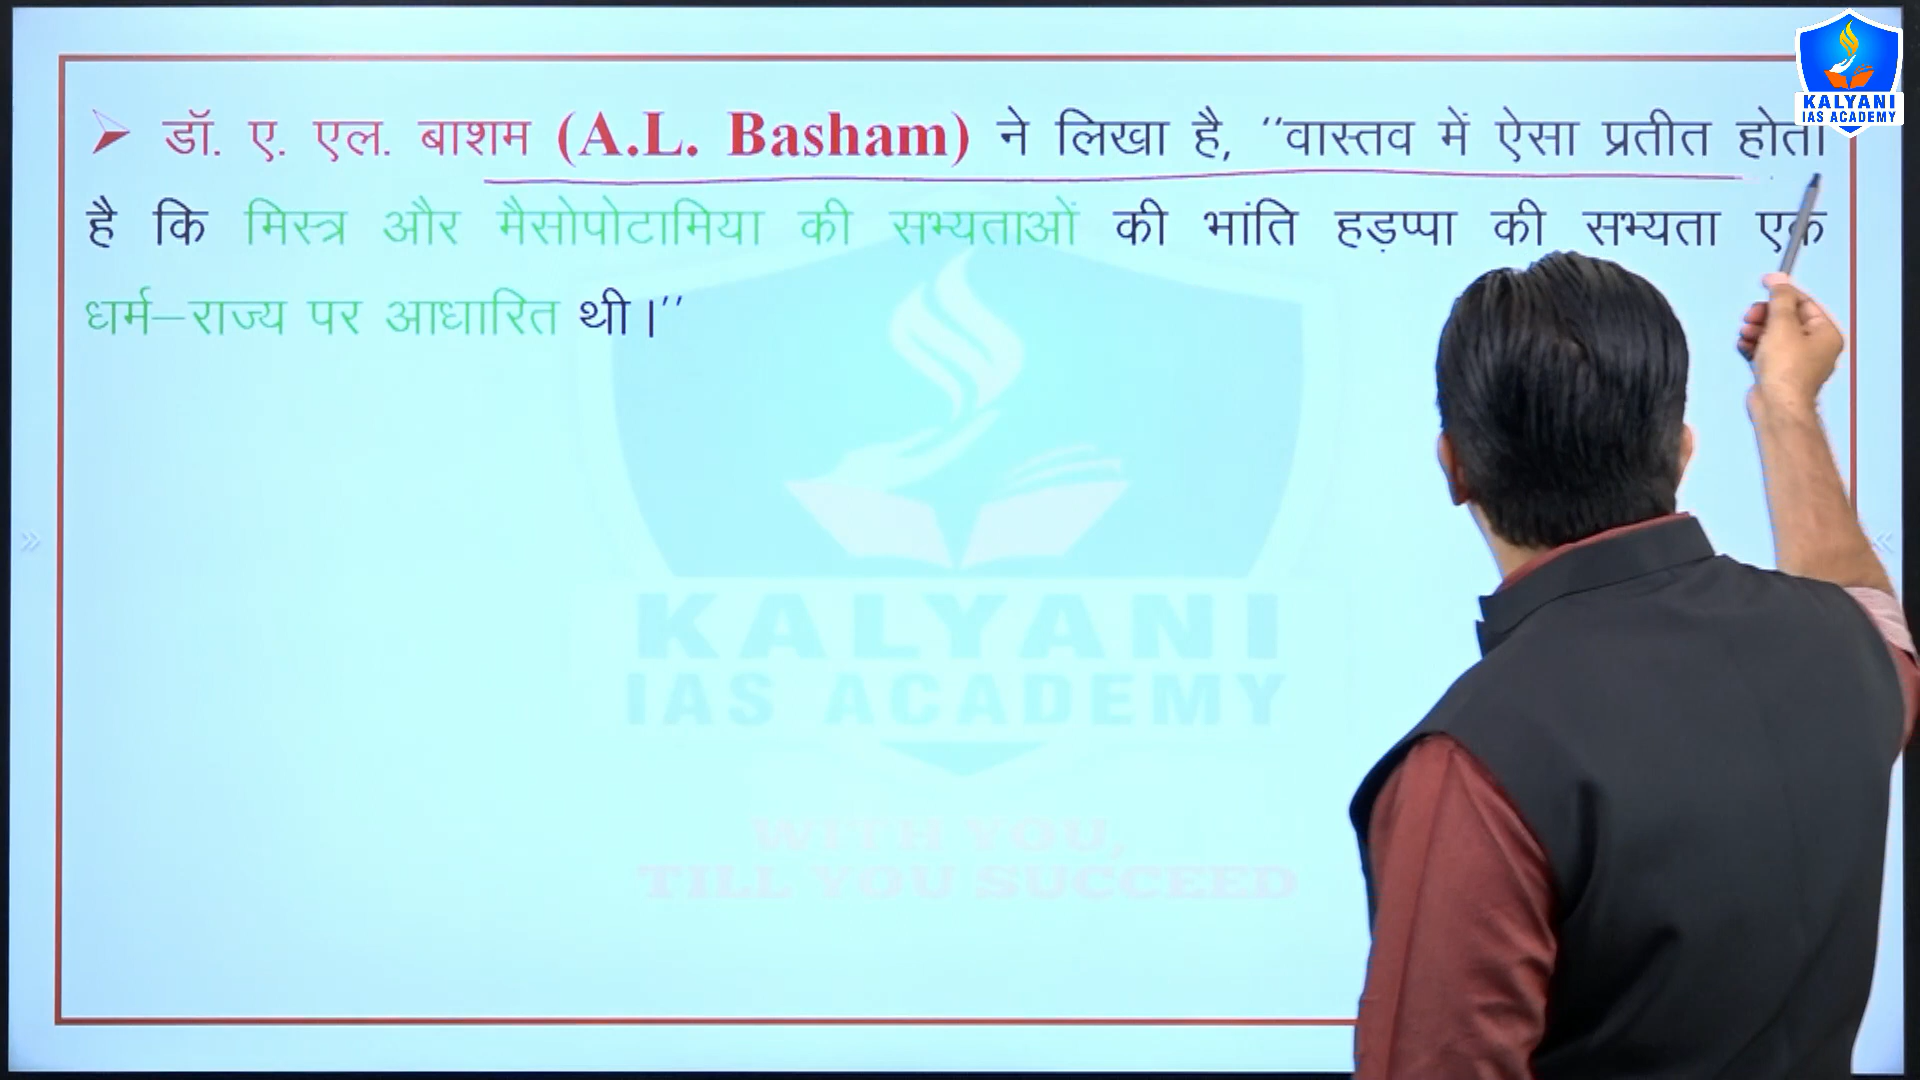 ➢ डॉ. ए. एल. बाशम (A.L. Basham) ने लिखा है, ‘‘वास्तव में ऐसा प्रतीत होता
है कि मिस्त्र और मैसोपोटामिया की सभ्यताओं की भांति हड़प्पा की सभ्यता एक
धर्म–राज्य पर आधारित थी।’’
KALYANI
IAS ACADEMY
KALYANI
IAS ACADEMY
WITH YOU,
TILL YOU SUCCEED